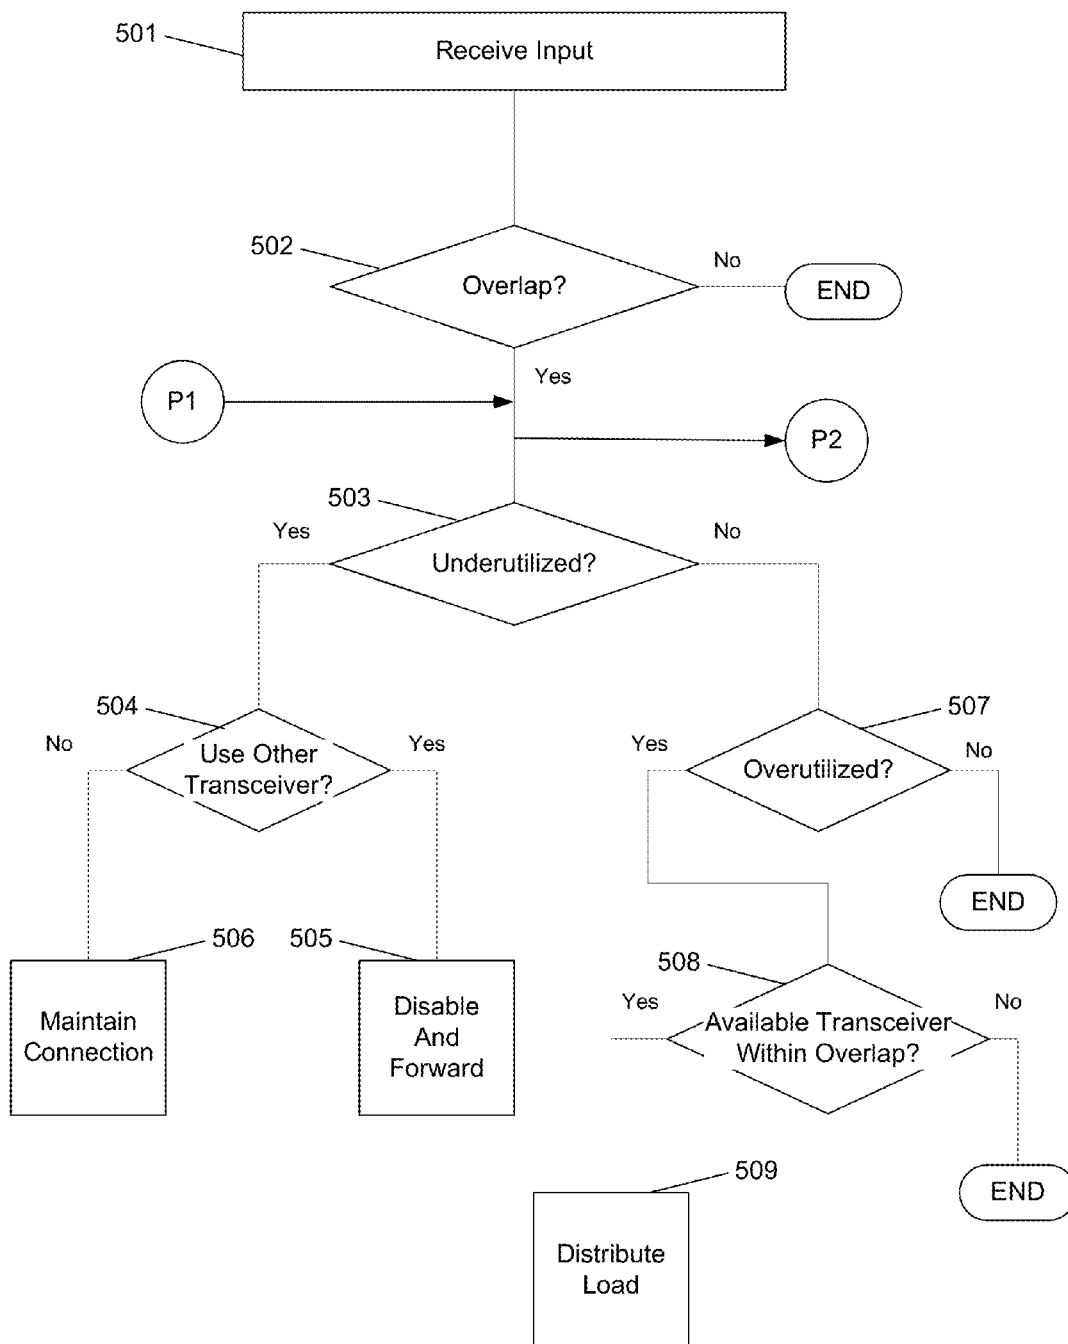 501
Receive Input
502
Overlap?
No
END
Yes
P1
P2
503
Yes
No
Underutilized?
504
507
No
Use Other
Transceiver?
Yes
Yes
Overutilized?
No
END
506
505
508
Maintain
Connection
Disable
And
Forward
Yes
Available Transceiver
Within Overlap?
No
509
END
Distribute
Load